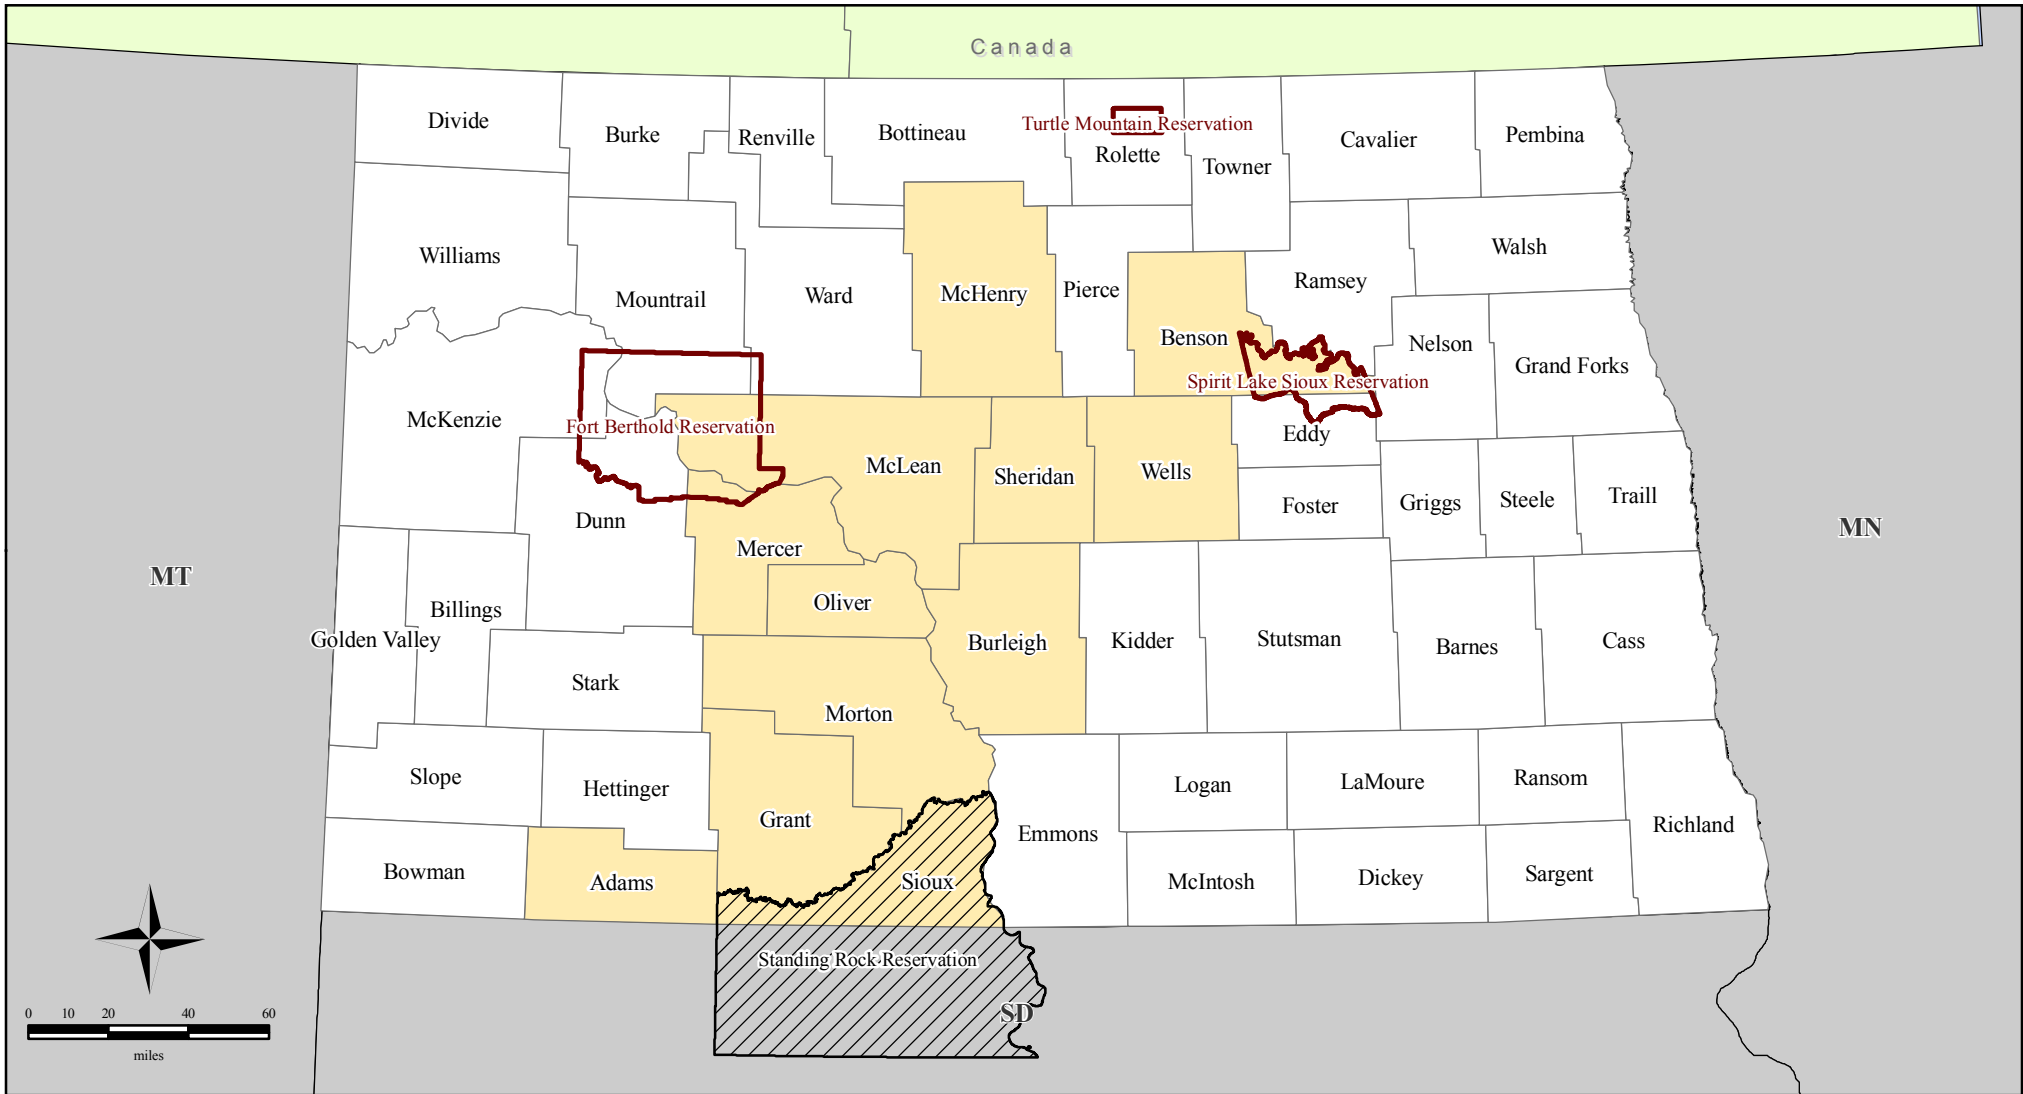 Canada
Divide
Burke
Renville
Bottineau
Turtle Mountain Reservation
Rolette
Towner
Cavalier
Pembina
Williams
Mountrail
Ward
McHenry
Pierce
Benson
Ramsey
Walsh
Nelson
Grand Forks
Spirit Lake Sioux Reservation
McKenzie
Fort Berthold Reservation
McLean
Sheridan
Wells
Eddy
Dunn
Foster
Griggs
Steele
Traill
MT
MN
Mercer
Oliver
Billings
Golden Valley
Burleigh
Kidder
Stutsman
Barnes
Cass
Stark
Morton
Slope
Hettinger
Grant
Emmons
Logan
LaMoure
Ransom
Richland
Bowman
Adams
Sioux
McIntosh
Dickey
Sargent
Standing Rock Reservation
SD
0 10 20 40 60
miles